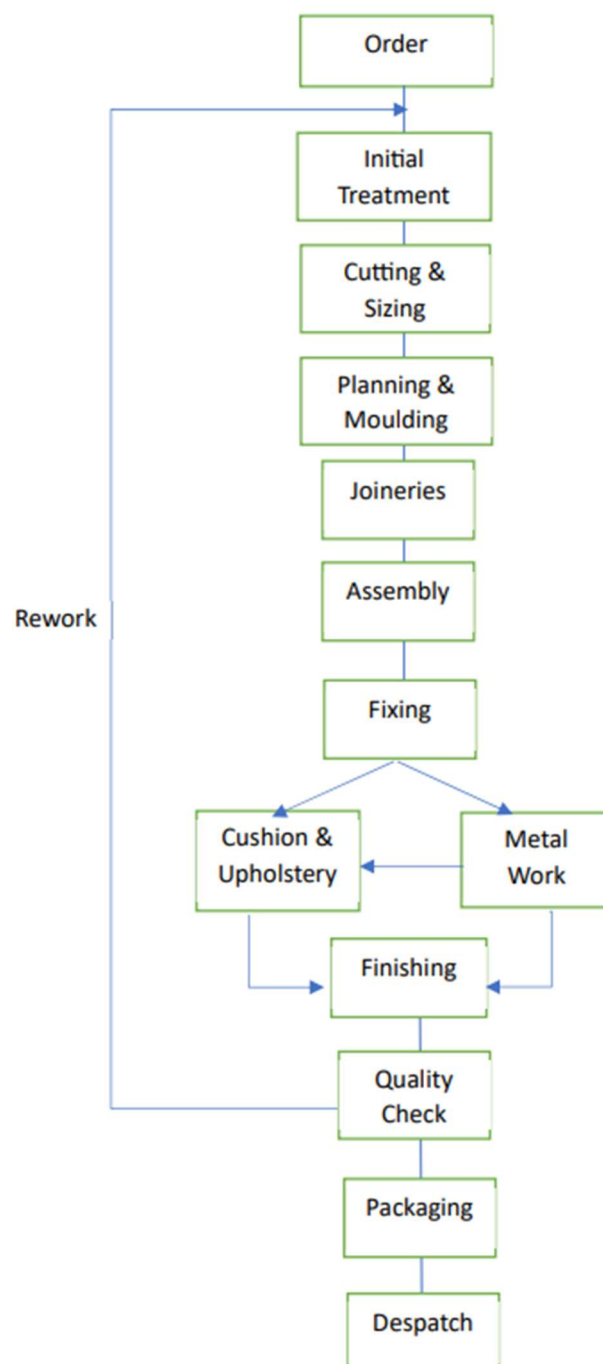 Order
Initial
Treatment
Cutting &
Sizing
Planning &
Moulding
Joineries
Assembly
Rework
Fixing
Cushion &
Upholstery
Metal
Work
Finishing
Quality
Check
Packaging
Despatch